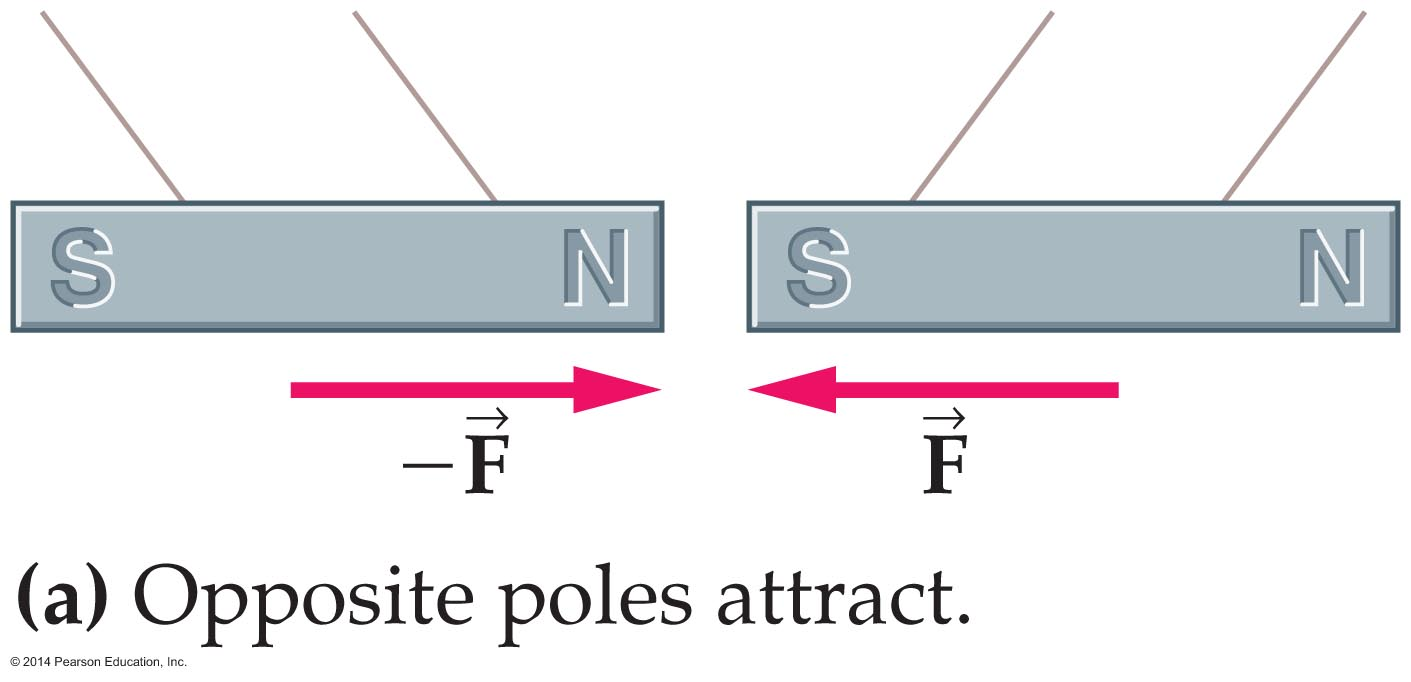 S N S N
−F⃗ F⃗
(a) Opposite poles attract.
© 2014 Pearson Education, Inc.